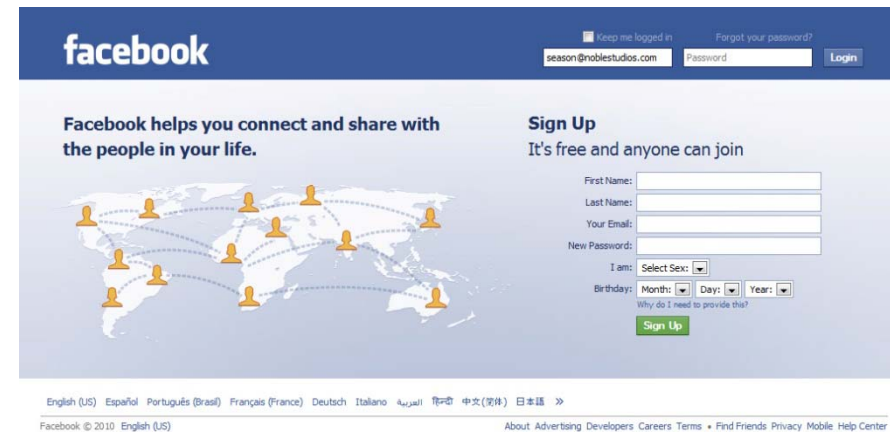 facebook
Keep me logged in Forgot your password?
season@noblestudios.com Password Login
Facebook helps you connect and share with
the people in your life.
Sign Up
It's free and anyone can join
First Name:
Last Name:
Your Email:
New Password:
I am: Select Sex:
Birthday: Month: Day: Year:
Why do I need to provide this?
Sign Up
English (US) Español Português (Brasil) Français (France) Deutsch Italiano العربية हिन्दी 中文(简体) 日本語 »
Facebook © 2010 English (US) About Advertising Developers Careers Terms • Find Friends Privacy Mobile Help Center